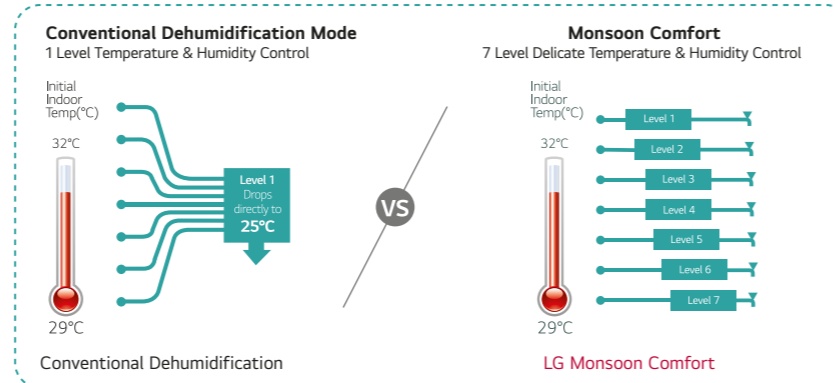 Conventional Dehumidification Mode
1 Level Temperature & Humidity Control
Initial
Indoor
Temp(°C)
32°C
29°C
Level 1
Drops
directly to
25°C
Conventional Dehumidification
VS
Monsoon Comfort
7 Level Delicate Temperature & Humidity Control
Initial
Indoor
Temp(°C)
32°C
29°C
Level 1
Level 2
Level 3
Level 4
Level 5
Level 6
Level 7
LG Monsoon Comfort